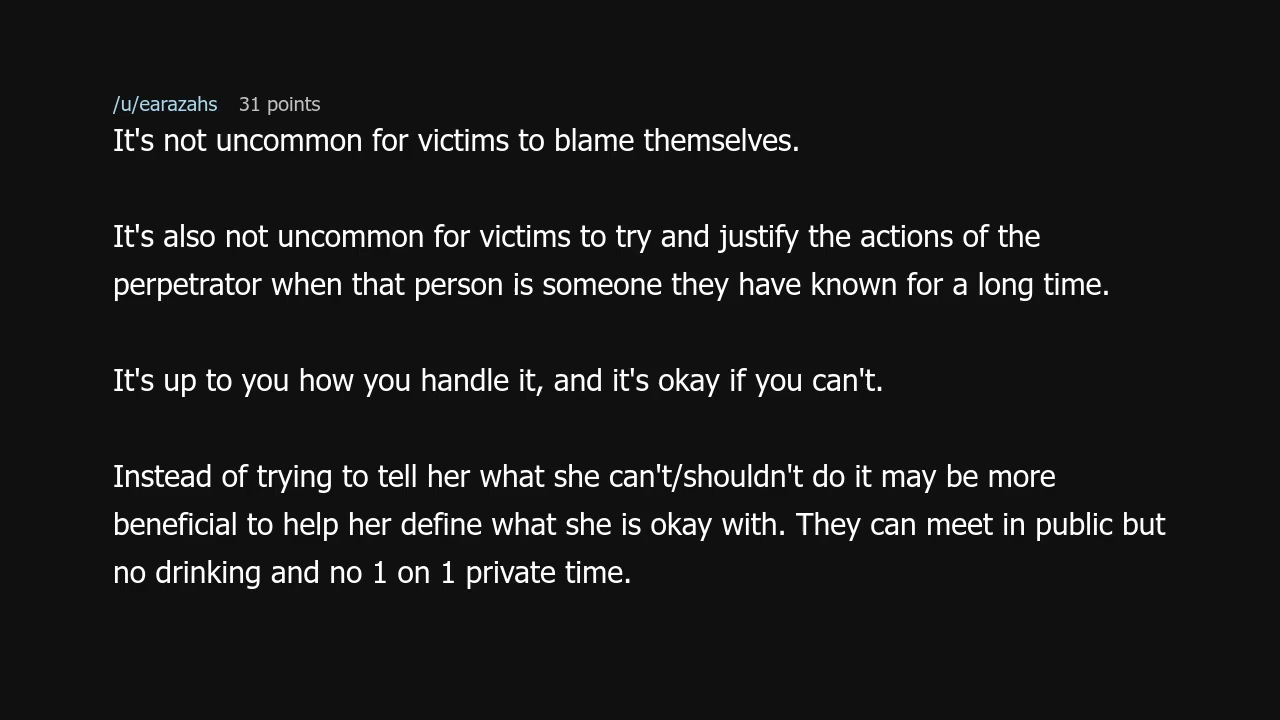 /u/earazahs 31 points
It's not uncommon for victims to blame themselves.
It's also not uncommon for victims to try and justify the actions of the
perpetrator when that person is someone they have known for a long time.
It's up to you how you handle it, and it's okay if you can't.
Instead of trying to tell her what she can't/shouldn't do it may be more
beneficial to help her define what she is okay with. They can meet in public but
no drinking and no 1 on 1 private time.